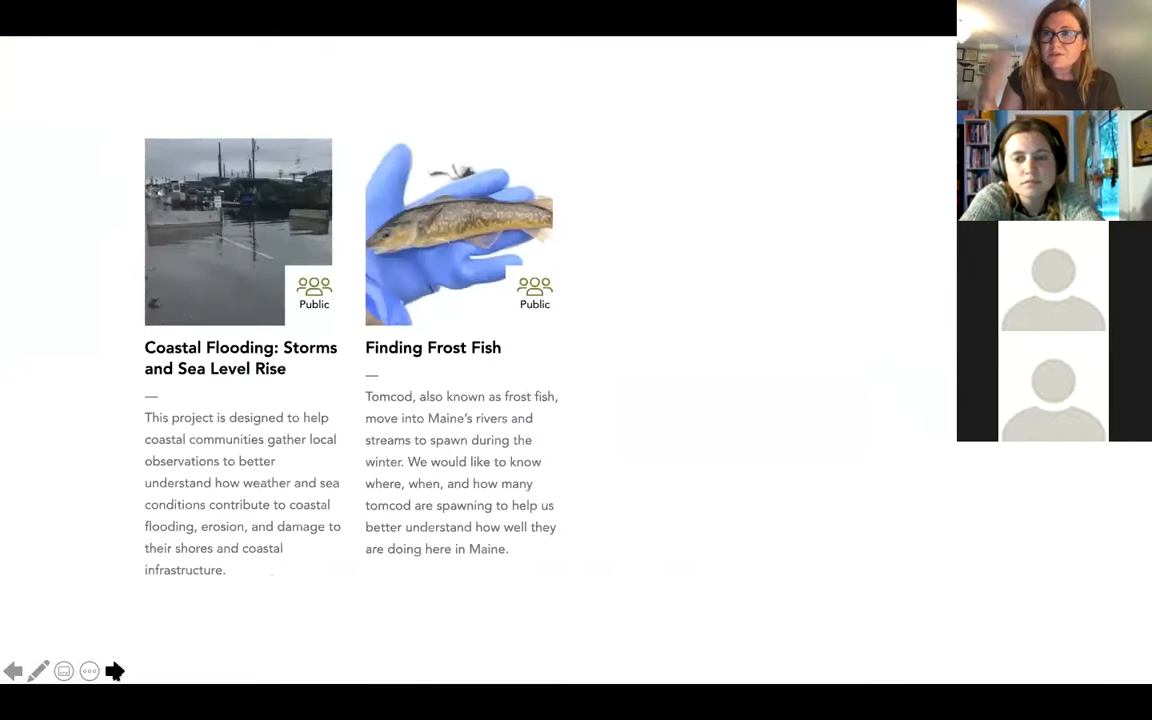 Public
Public
Coastal Flooding: Storms
and Sea Level Rise
This project is designed to help
coastal communities gather local
observations to better
understand how weather and sea
conditions contribute to coastal
flooding, erosion, and damage to
their shores and coastal
infrastructure.
Finding Frost Fish
Tomcod, also known as frost fish,
move into Maine's rivers and
streams to spawn during the
winter. We would like to know
where, when, and how many
tomcod are spawning to help us
better understand how well they
are doing here in Maine.